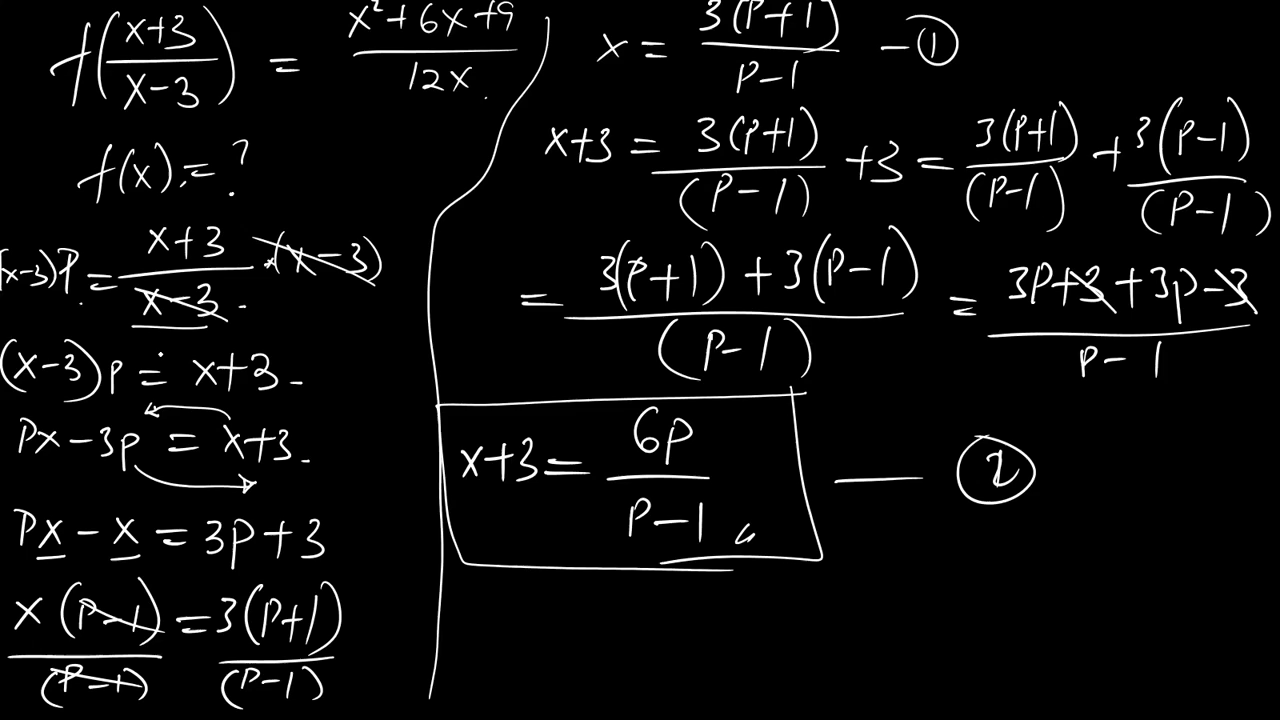 f((x+3)/(x-3)) = (x²+6x+9)/(12x)
f(x) = ?
(x-3)p = (x+3)/(x-3) · (x-3)
(x-3)p = x+3
Px-3p = x+3
Px-x = 3p+3
x(P-1)/(P-1) = 3(P+1)/(P-1)
x = 3(P+1)/(P-1) - ①
x+3 = 3(P+1)/(P-1) + 3 = 3(P+1)/(P-1) + 3(P-1)/(P-1)
= (3(P+1)+3(P-1))/(P-1) = (3P+3+3p-3)/(P-1)
x+3 = 6p/(P-1) — ②